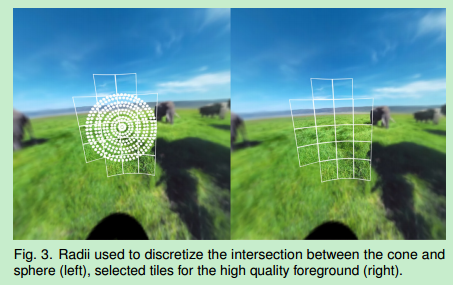 Fig. 3. Radii used to discretize the intersection between the cone and
sphere (left), selected tiles for the high quality foreground (right).